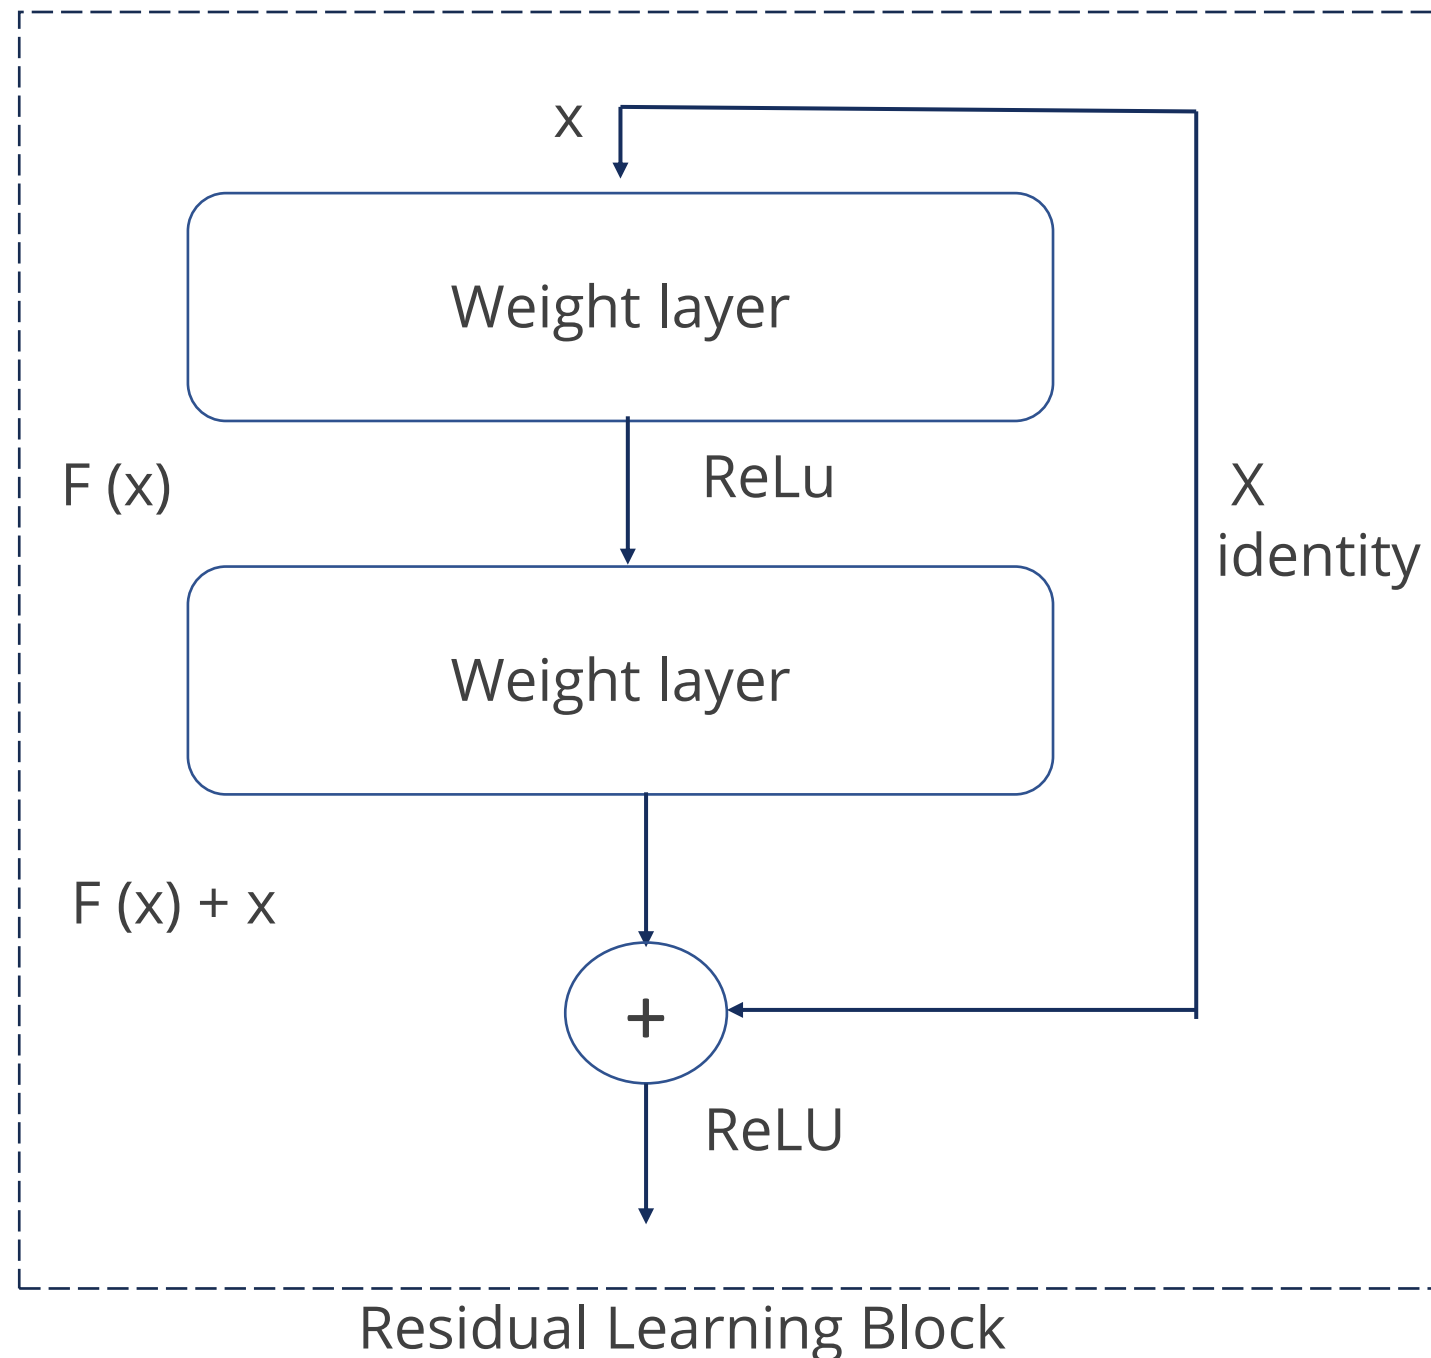 x
Weight layer
F (x)
ReLu
X
identity
Weight layer
F (x) + x
+
ReLU
Residual Learning Block